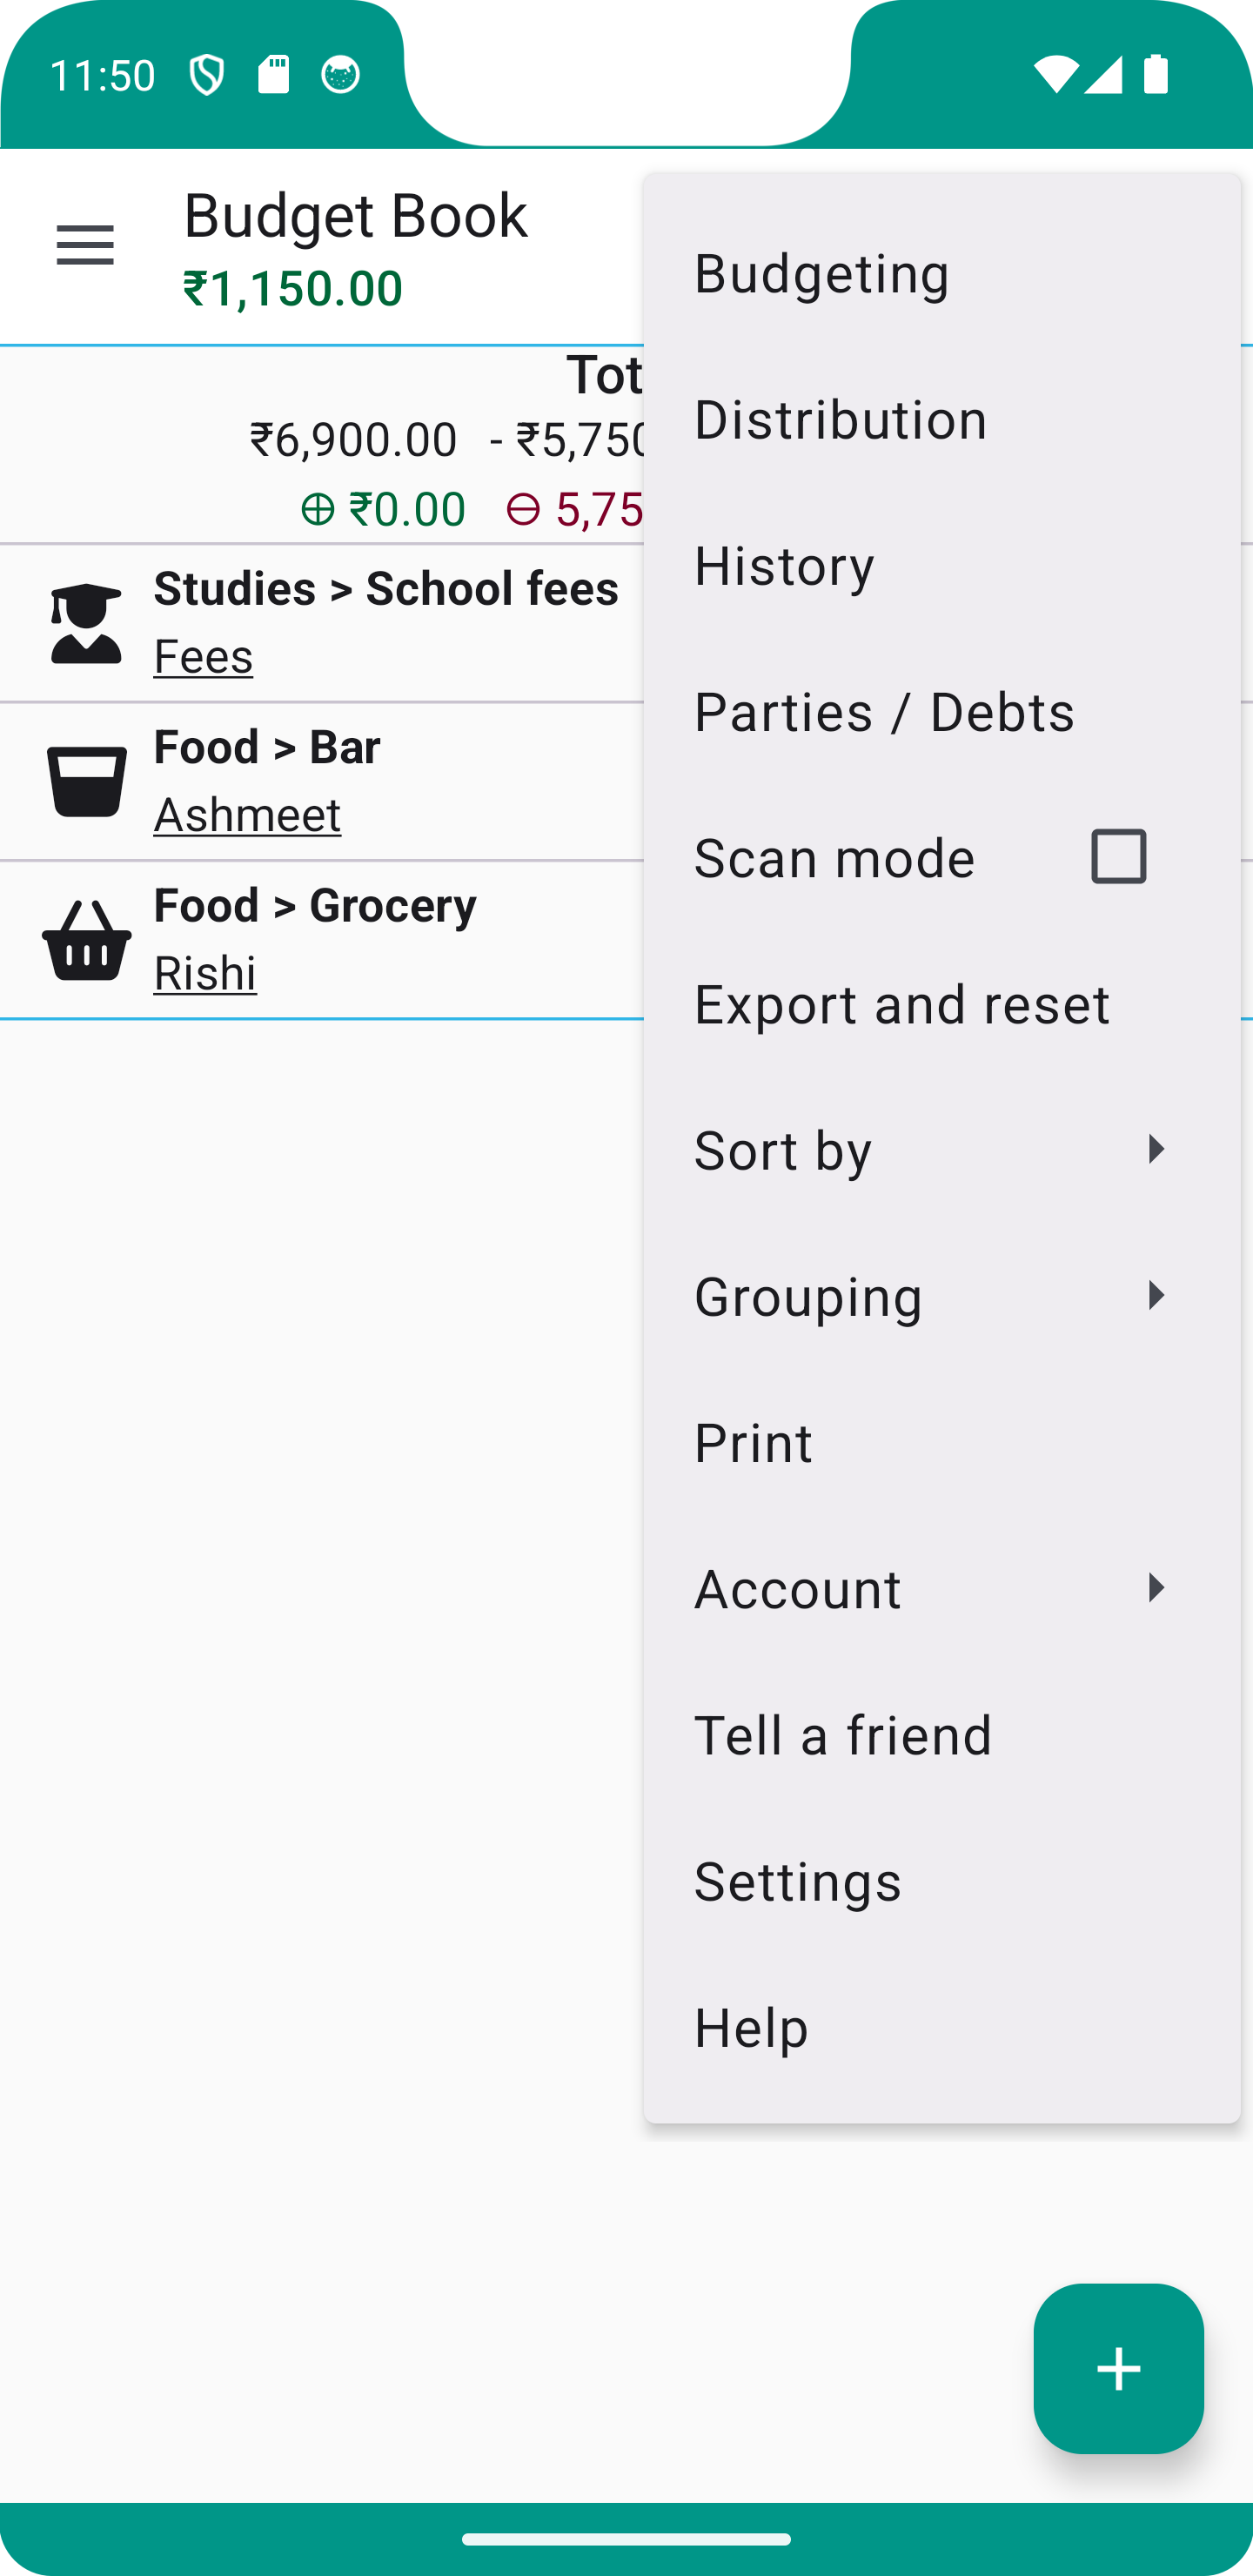 11:50
Budget Book
₹1,150.00
Tot
₹6,900.00 - ₹5,750
₹0.00 5,75
Studies > School fees
Fees
Food > Bar
Ashmeet
Food > Grocery
Rishi
Budgeting
Distribution
History
Parties / Debts
Scan mode
Export and reset
Sort by
Grouping
Print
Account
Tell a friend
Settings
Help